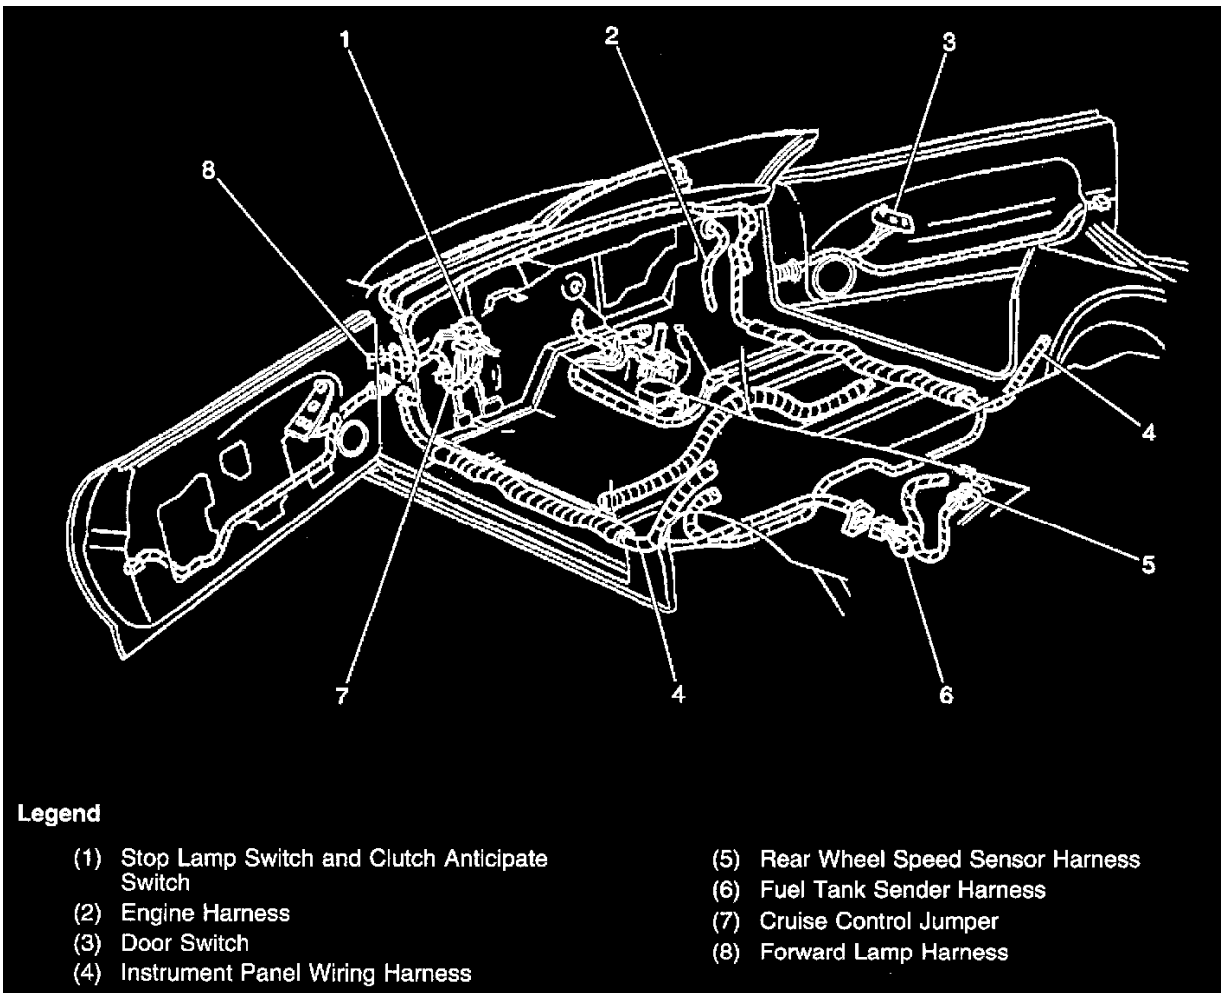 1
2
3
8
4
5
7
4
6
Legend
(1) Stop Lamp Switch and Clutch Anticipate
Switch
(2) Engine Harness
(3) Door Switch
(4) Instrument Panel Wiring Harness
(5) Rear Wheel Speed Sensor Harness
(6) Fuel Tank Sender Harness
(7) Cruise Control Jumper
(8) Forward Lamp Harness